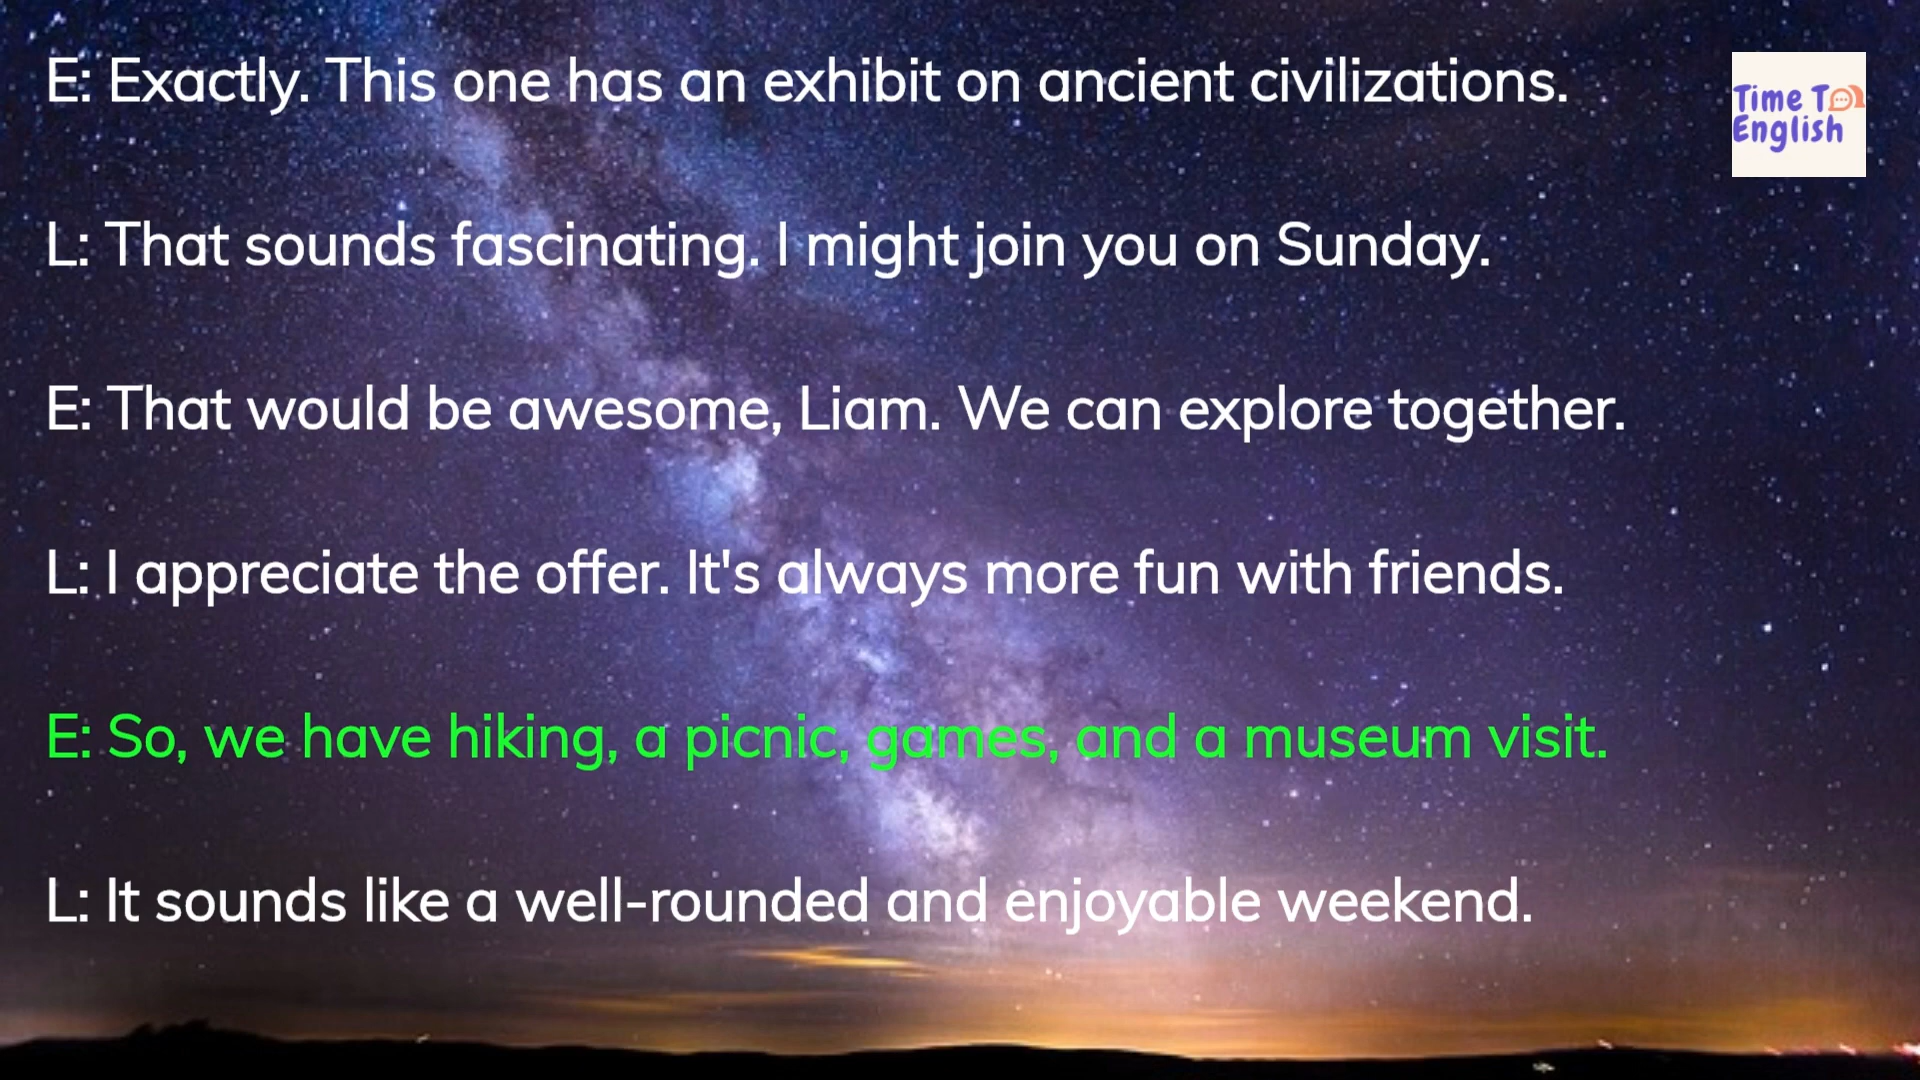 E: Exactly. This one has an exhibit on ancient civilizations.
Time To
English
L: That sounds fascinating. I might join you on Sunday.
E: That would be awesome, Liam. We can explore together.
L: I appreciate the offer. It's always more fun with friends.
E: So, we have hiking, a picnic, games, and a museum visit.
L: It sounds like a well-rounded and enjoyable weekend.